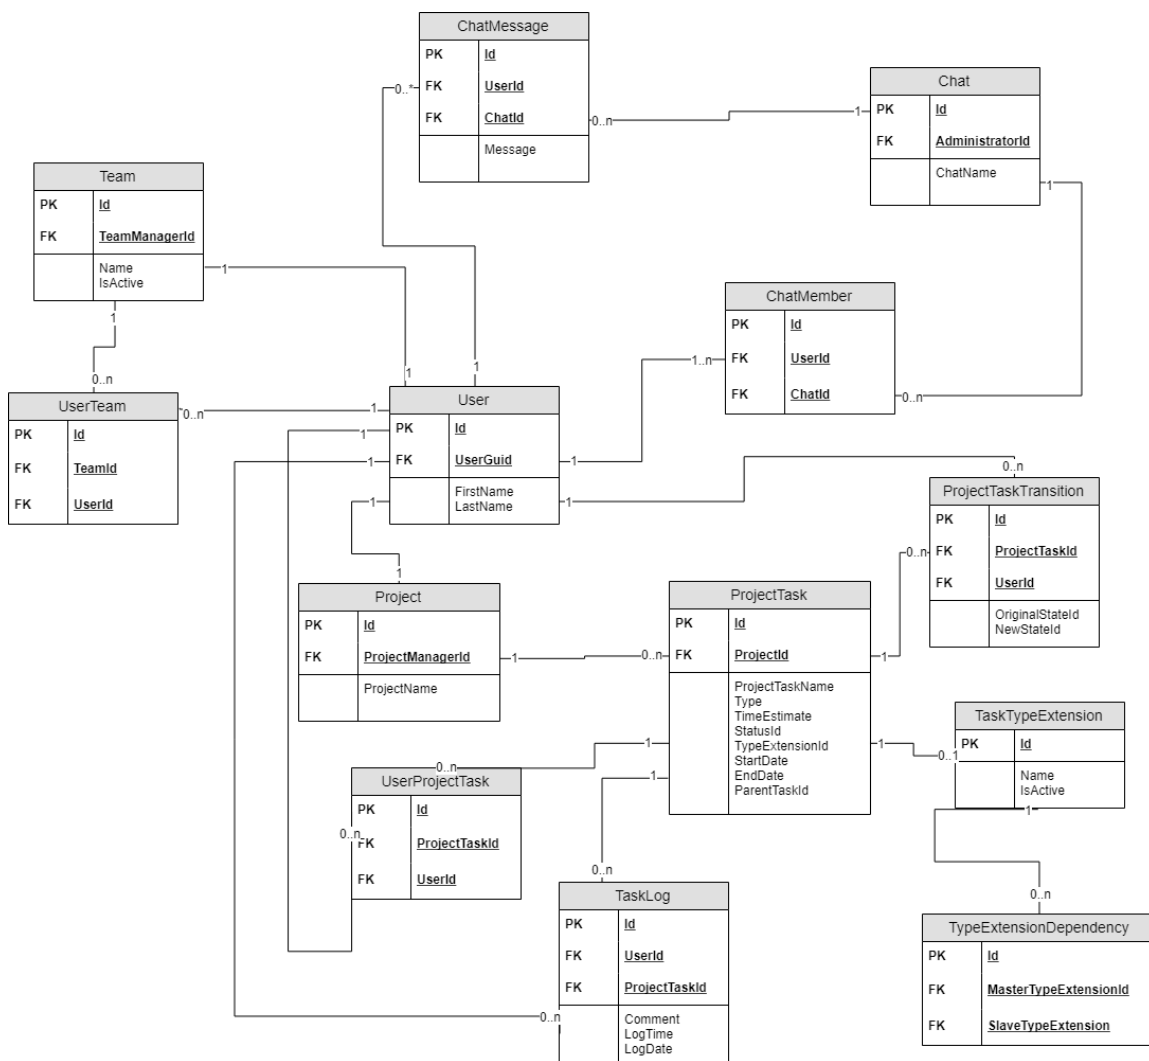 ChatMessage
PK Id
FK UserId
FK ChatId
Message
0..*
0..n
1
Chat
PK Id
FK AdministratorId
ChatName
1
Team
PK Id
FK TeamManagerId
Name
IsActive
1
1
0..n
UserTeam
PK Id
FK TeamId
FK UserId
0..n
1
1
1
User
PK Id
FK UserGuid
FirstName
LastName
1
1
1
1
1
ChatMember
PK Id
FK UserId
FK ChatId
1..n
0..n
0..n
ProjectTaskTransition
PK Id
FK ProjectTaskId
FK UserId
OriginalStateId
NewStateId
0..n
1
1
Project
PK Id
FK ProjectManagerId
ProjectName
1
0..n
ProjectTask
PK Id
FK ProjectId
ProjectTaskName
Type
TimeEstimate
StatusId
TypeExtensionId
StartDate
EndDate
ParentTaskId
1
1
1
1
0..1
TaskTypeExtension
PK Id
Name
IsActive
1
0..n
0..n
UserProjectTask
PK Id
FK ProjectTaskId
FK UserId
0..n
0..n
TaskLog
PK Id
FK UserId
FK ProjectTaskId
Comment
LogTime
LogDate
0..n
TypeExtensionDependency
PK Id
FK MasterTypeExtensionId
FK SlaveTypeExtension